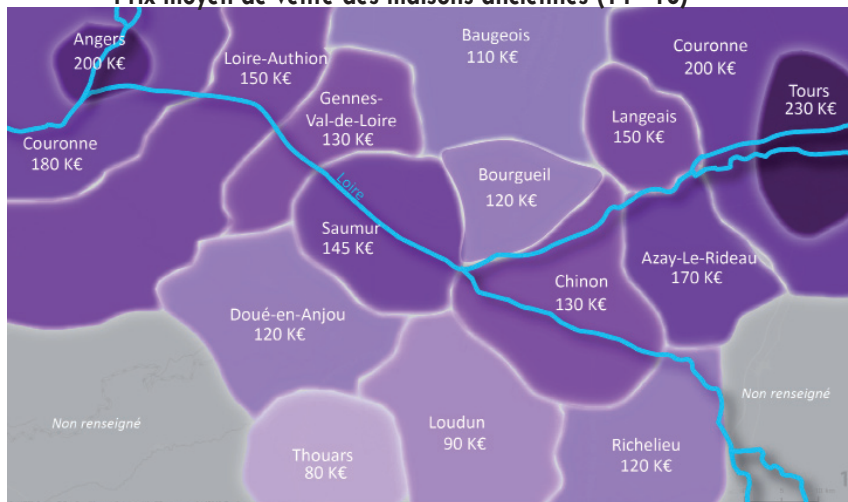 Prix moyen de vente des maisons anciennes
Angers
200 K€
Loire-Authion
150 K€
Baugeois
110 K€
Couronne
200 K€
Tours
230 K€
Couronne
180 K€
Gennes-
Val-de-Loire
130 K€
Langeais
150 K€
Loire
Bourgueil
120 K€
Saumur
145 K€
Azay-Le-Rideau
170 K€
Chinon
130 K€
Doué-en-Anjou
120 K€
Non renseigné
Non renseigné
Loudun
90 K€
Richelieu
120 K€
Thouars
80 K€